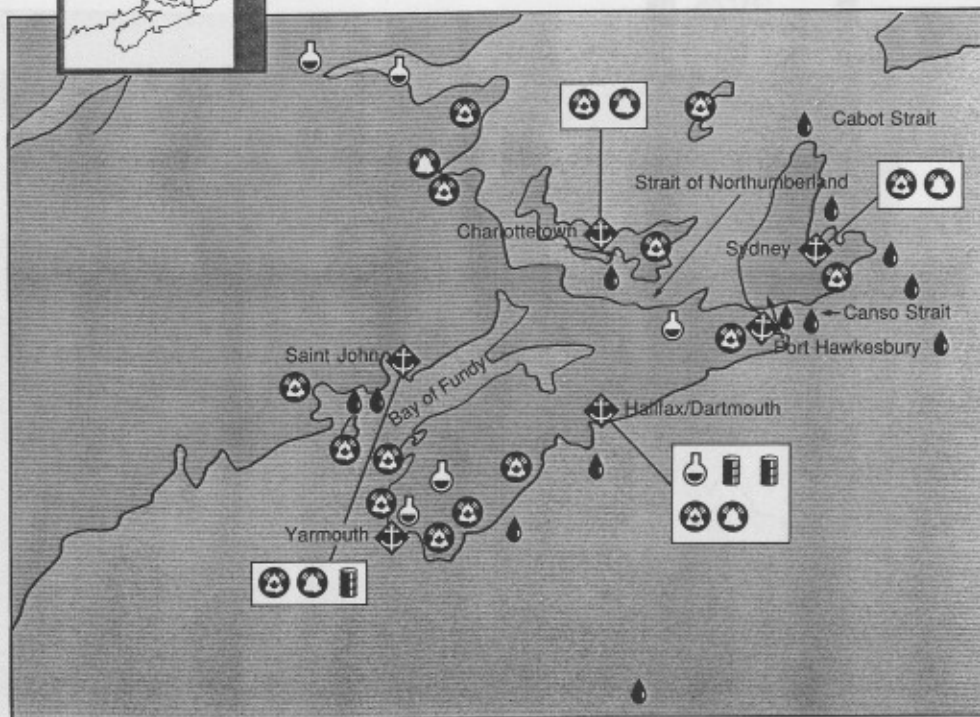 Cabot Strait
Strait of Northumberland
Charlottetown
Sydney
Canso Strait
Port Hawkesbury
Saint John
Bay of Fundy
Halifax/Dartmouth
Yarmouth